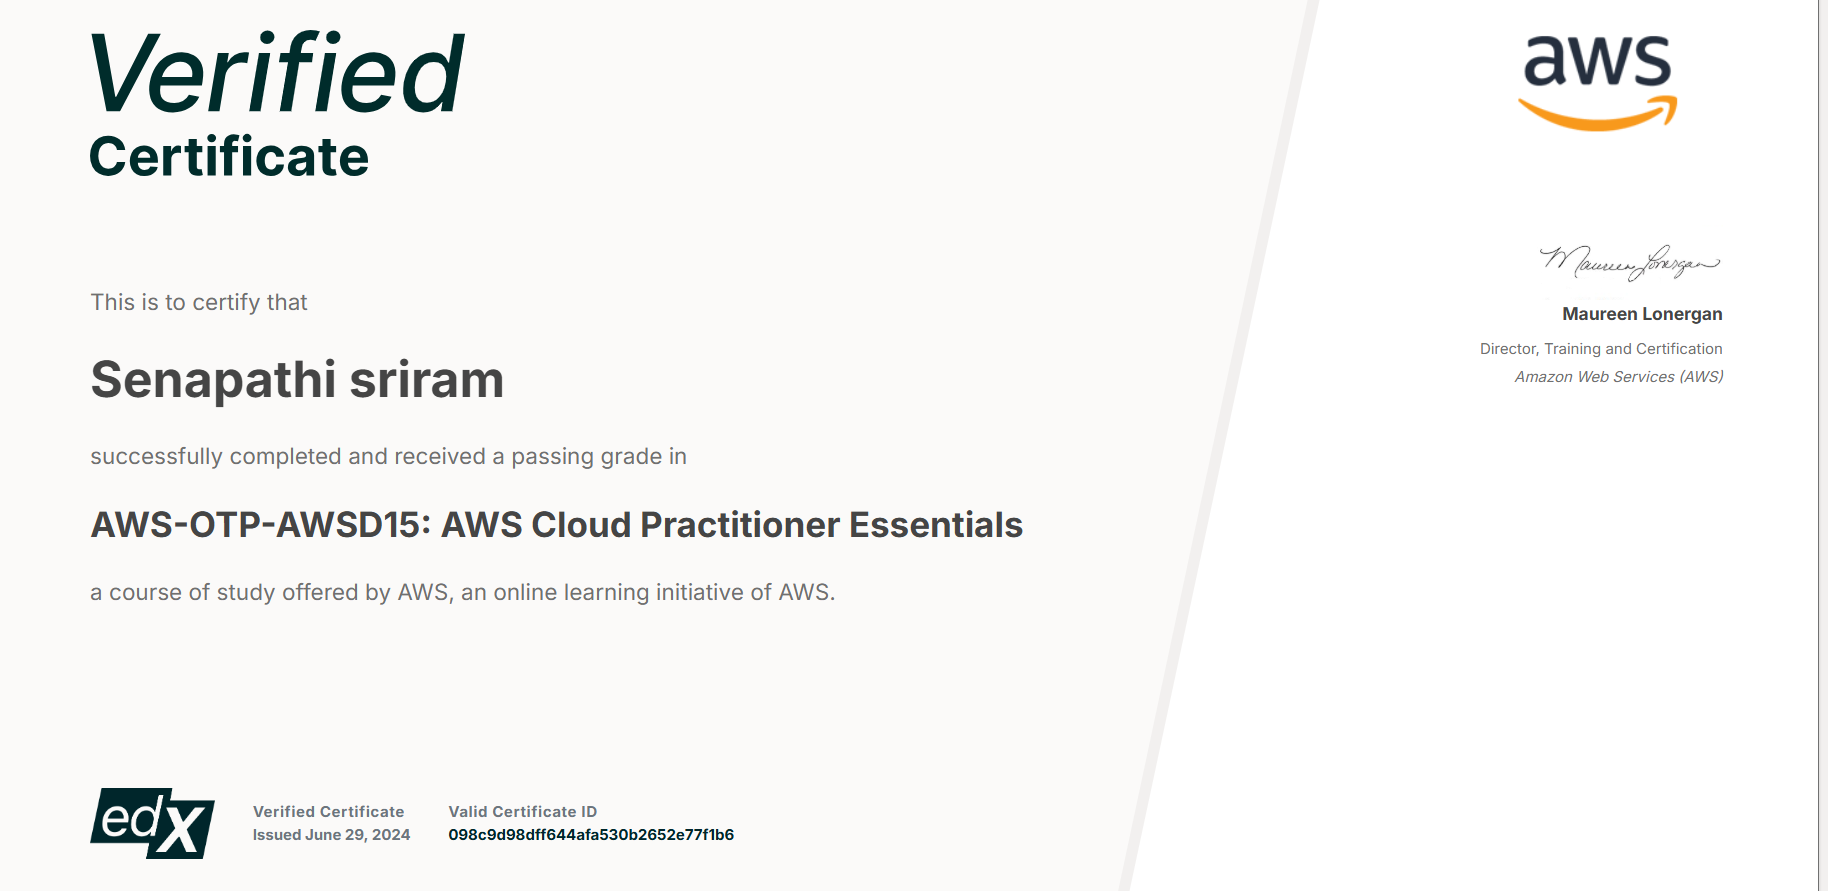 Verified
Certificate
aws
This is to certify that
Senapathi sriram
successfully completed and received a passing grade in
AWS-OTP-AWSD15: AWS Cloud Practitioner Essentials
a course of study offered by AWS, an online learning initiative of AWS.
Maureen Lonergan
Maureen Lonergan
Director, Training and Certification
Amazon Web Services (AWS)
edX
Verified Certificate
Issued June 29, 2024
Valid Certificate ID
098c9d98dff644afa530b2652e77f1b6